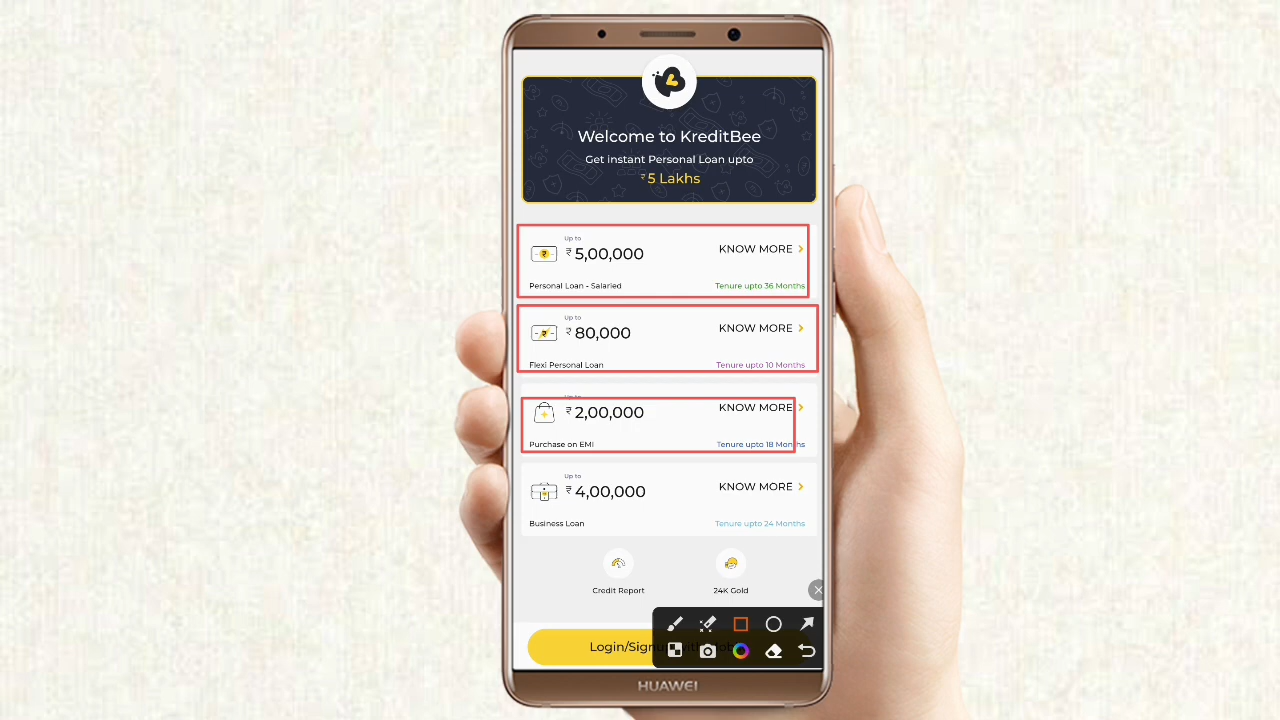 Welcome to KreditBee
Get instant Personal Loan upto
₹5 Lakhs
Up to
₹ 5,00,000
KNOW MORE
Personal Loan - Salaried
Tenure upto 36 Months
Up to
₹ 80,000
KNOW MORE
Flexi Personal Loan
Tenure upto 10 Months
Up to
₹ 2,00,000
KNOW MORE
Purchase on EMI
Tenure upto 18 Months
Up to
₹ 4,00,000
KNOW MORE
Business Loan
Tenure upto 24 Months
Credit Report
24K Gold
Login/Signup
HUAWEI